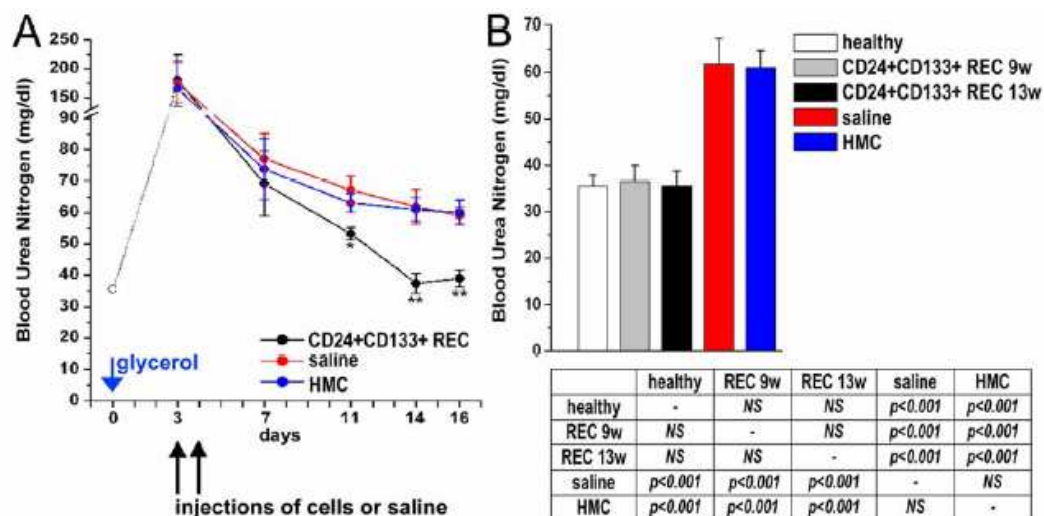 A
Blood Urea Nitrogen (mg/dl)
250
200
150
90
80
70
60
50
40
30
20
10
0
*
**
**
CD24+CD133+ REC
saline
HMC
glycerol
0 3 7 11 14 16
days
injections of cells or saline
B
Blood Urea Nitrogen (mg/dl)
70
60
50
40
30
20
10
0
healthy
CD24+CD133+ REC 9w
CD24+CD133+ REC 13w
saline
HMC
healthy REC 9w REC 13w saline HMC
healthy - NS NS p<0.001 p<0.001
REC 9w NS - NS p<0.001 p<0.001
REC 13w NS NS - p<0.001 p<0.001
saline p<0.001 p<0.001 p<0.001 - NS
HMC p<0.001 p<0.001 p<0.001 NS -